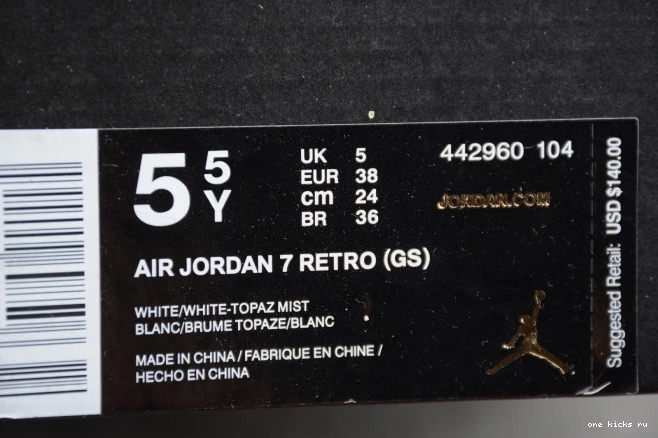 5 5Y
UK 5
EUR 38
cm 24
BR 36
442960 104
JORDAN.COM
Suggested Retail: USD $140.00
AIR JORDAN 7 RETRO (GS)
WHITE/WHITE-TOPAZ MIST
BLANC/BRUME TOPAZE/BLANC
MADE IN CHINA / FABRIQUE EN CHINE /
HECHO EN CHINA
one kicks ru